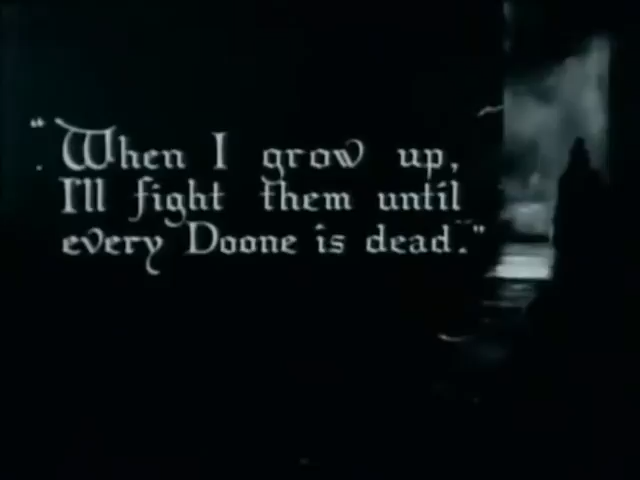 "When I grow up,
I'll fight them until
every Doone is dead."